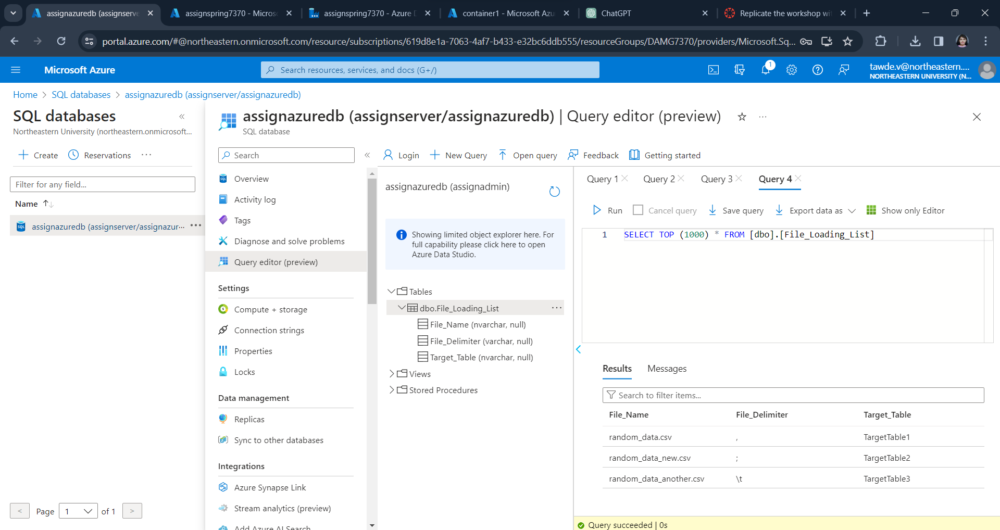 assignazuredb (assignserve
assignspring7370 - Micros
assignspring7370 - Azure D
container1 - Microsoft Azu
ChatGPT
Replicate the workshop wi
portal.azure.com/#@northeastern.onmicrosoft.com/resource/subscriptions/619d8e1a-7063-4af7-b433-e32bc6ddb555/resourceGroups/DAMG7370/providers/Microsoft.Sq...
Microsoft Azure
Search resources, services, and docs (G+/)
1
tawde.v@northeastern....
NORTHEASTERN UNIVERSITY (N...
Home > SQL databases > assignazuredb (assignserver/assignazuredb)
SQL databases
Northeastern University (northeastern.onmicrosoft...
Create
Reservations
Filter for any field...
Name
assignazuredb (assignserver/assignazur...
Page 1 of 1
assignazuredb (assignserver/assignazuredb) | Query editor (preview)
SQL database
Search
Overview
Activity log
Tags
Diagnose and solve problems
Query editor (preview)
Settings
Compute + storage
Connection strings
Properties
Locks
Data management
Replicas
Sync to other databases
Integrations
Azure Synapse Link
Stream analytics (preview)
Add Azure AI Search
Login
New Query
Open query
Feedback
Getting started
assignazuredb (assignadmin)
Showing limited object explorer here. For
full capability please click here to open
Azure Data Studio.
Tables
dbo.File_Loading_List
File_Name (nvarchar, null)
File_Delimiter (varchar, null)
Target_Table (nvarchar, null)
Views
Stored Procedures
Query 1
Query 2
Query 3
Query 4
Run
Cancel query
Save query
Export data as
Show only Editor
1 SELECT TOP (1000) * FROM [dbo].[File_Loading_List]
Results
Messages
Search to filter items...
File_Name File_Delimiter Target_Table
random_data.csv , TargetTable1
random_data_new.csv ; TargetTable2
random_data_another.csv \t TargetTable3
Query succeeded | 0s